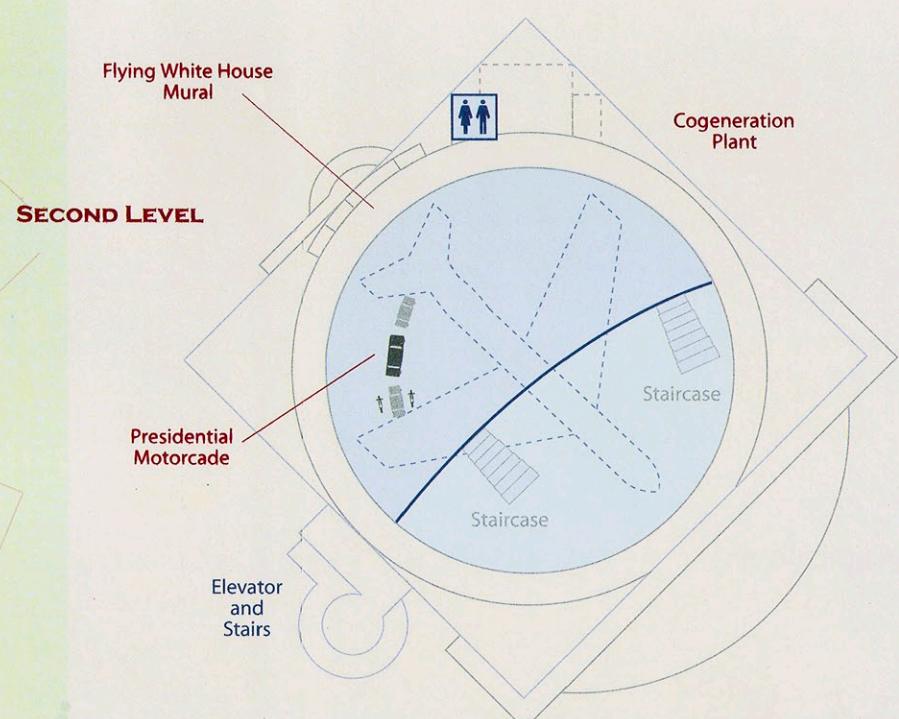 Flying White House
Mural
Cogeneration
Plant
SECOND LEVEL
Staircase
Presidential
Motorcade
Staircase
Elevator
and
Stairs